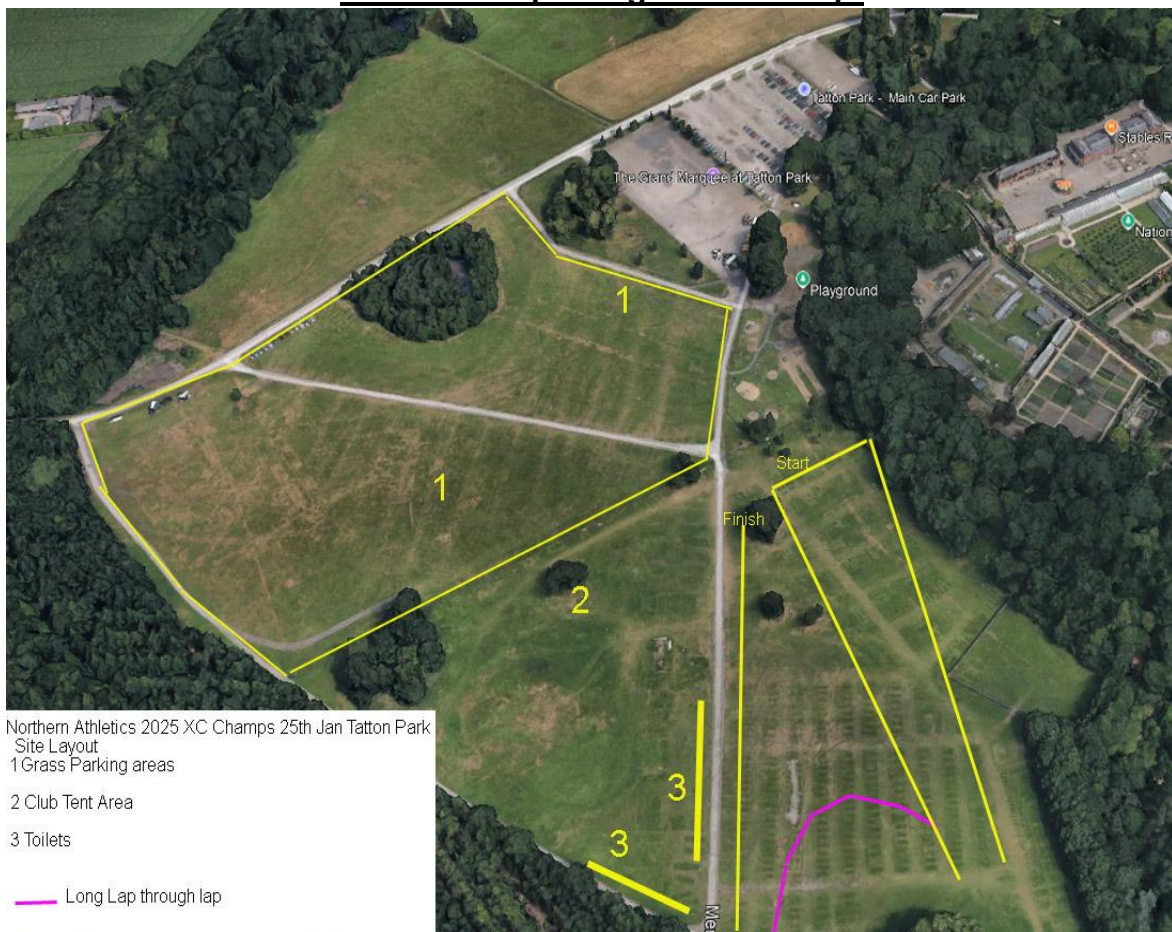 Tatton Park - Main Car Park
Stables R
The Grand Marquee at Tatton Park
Nation
Playground
1
1
Start
Finish
2
3
3
Northern Athletics 2025 XC Champs 25th Jan Tatton Park
Site Layout
1 Grass Parking areas
2 Club Tent Area
3 Toilets
Long Lap through lap